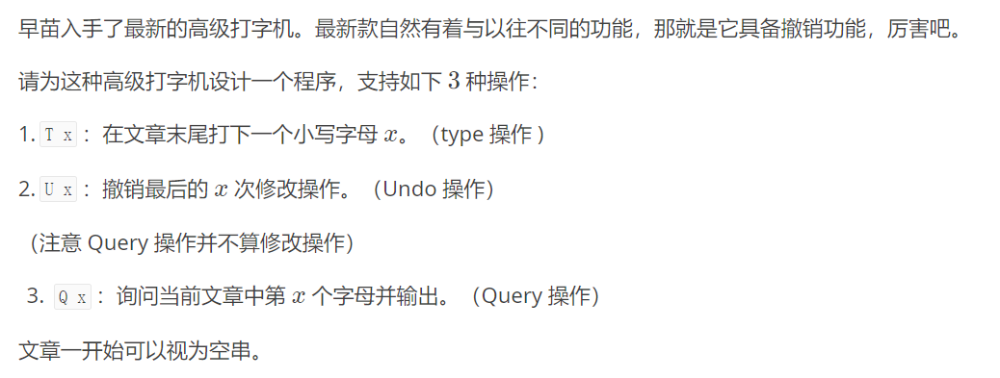 早苗入手了最新的高级打字机。最新款自然有着与以往不同的功能，那就是它具备撤销功能，厉害吧。
请为这种高级打字机设计一个程序，支持如下 3 种操作：
1. T x ：在文章末尾打下一个小写字母 x。（type 操作 ）
2. U x ：撤销最后的 x 次修改操作。（Undo 操作）
（注意 Query 操作并不算修改操作）
3. Q x ：询问当前文章中第 x 个字母并输出。（Query 操作）
文章一开始可以视为空串。